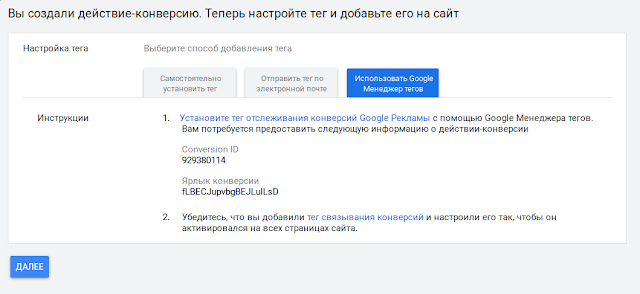 Вы создали действие-конверсию. Теперь настройте тег и добавьте его на сайт
Настройка тега
Выберите способ добавления тега
Самостоятельно
установить тег
Отправить тег по
электронной почте
Использовать Google
Менеджер тегов
Инструкции
1. Установите тег отслеживания конверсий Google Рекламы с помощью Google Менеджера тегов.
Вам потребуется предоставить следующую информацию о действии-конверсии
Conversion ID
929380114
Ярлык конверсии
fLBECJupvbgBEJLulLsD
2. Убедитесь, что вы добавили тег связывания конверсий и настроили его так, чтобы он
активировался на всех страницах сайта.
ДАЛЕЕ